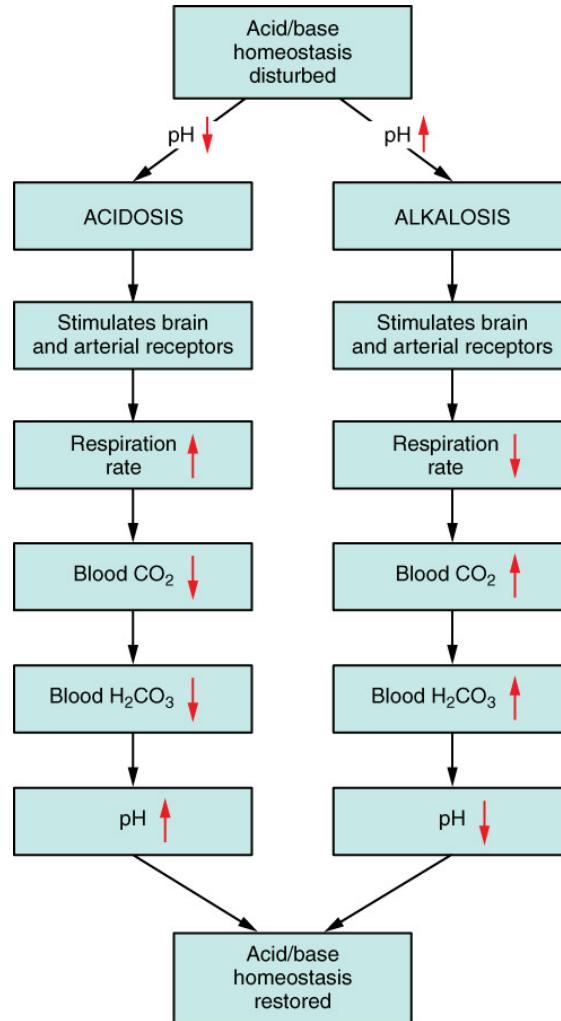 Acid/base
homeostasis
disturbed
pH
pH
ACIDOSIS
ALKALOSIS
Stimulates brain
and arterial receptors
Stimulates brain
and arterial receptors
Respiration
rate
Respiration
rate
Blood CO₂
Blood CO₂
Blood H₂CO₃
Blood H₂CO₃
pH
pH
Acid/base
homeostasis
restored